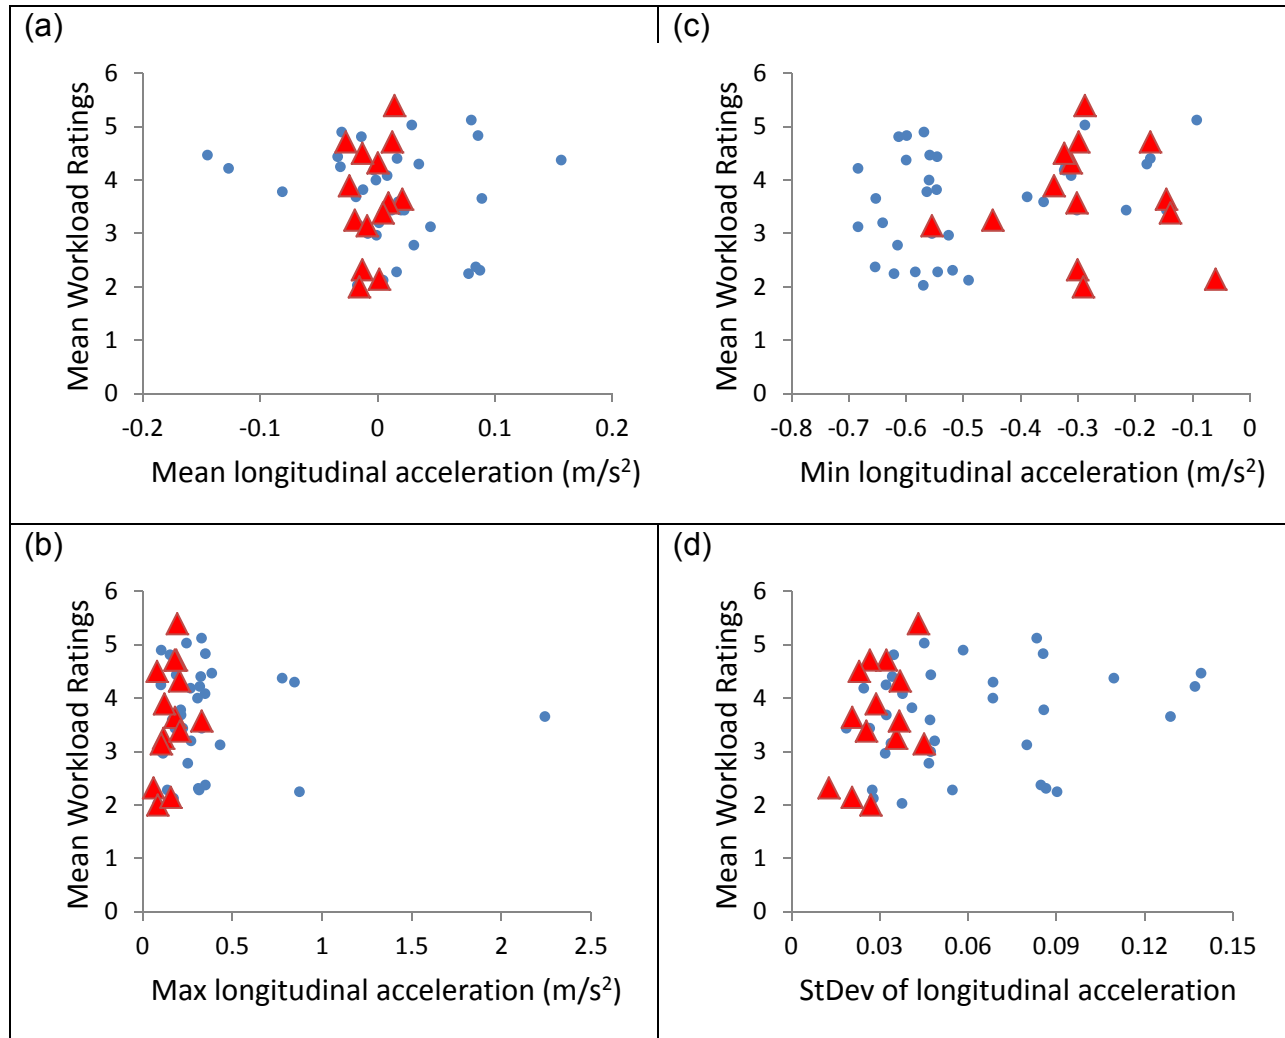 (a)
Mean Workload Ratings
6
5
4
3
2
1
0
-0.2 -0.1 0 0.1 0.2
Mean longitudinal acceleration (m/s²)
(c)
Mean Workload Ratings
6
5
4
3
2
1
0
-0.8 -0.7 -0.6 -0.5 -0.4 -0.3 -0.2 -0.1 0
Min longitudinal acceleration (m/s²)
(b)
Mean Workload Ratings
6
5
4
3
2
1
0
0 0.5 1 1.5 2 2.5
Max longitudinal acceleration (m/s²)
(d)
Mean Workload Ratings
6
5
4
3
2
1
0
0 0.03 0.06 0.09 0.12 0.15
StDev of longitudinal acceleration